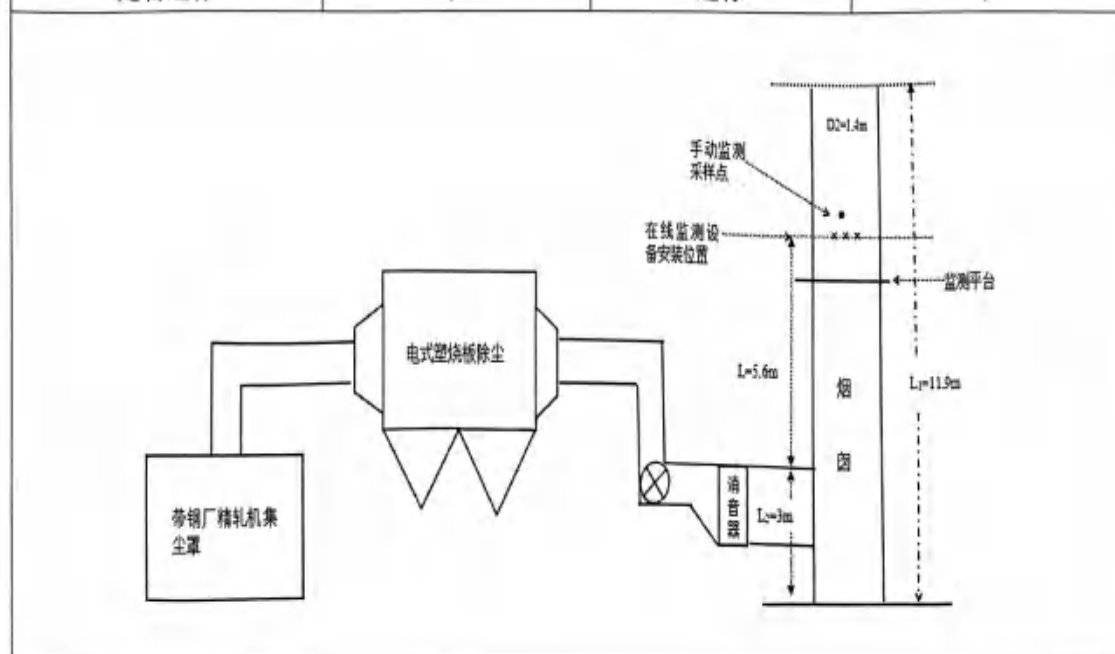 D2=1.4m
手动监测
采样点
在线监测设
备安装位置
监测平台
电式塑烧板除尘
L=5.6m
烟
囱
L₁=11.9m
消
音
器
L₂=3m
带钢厂精轧机集
尘罩